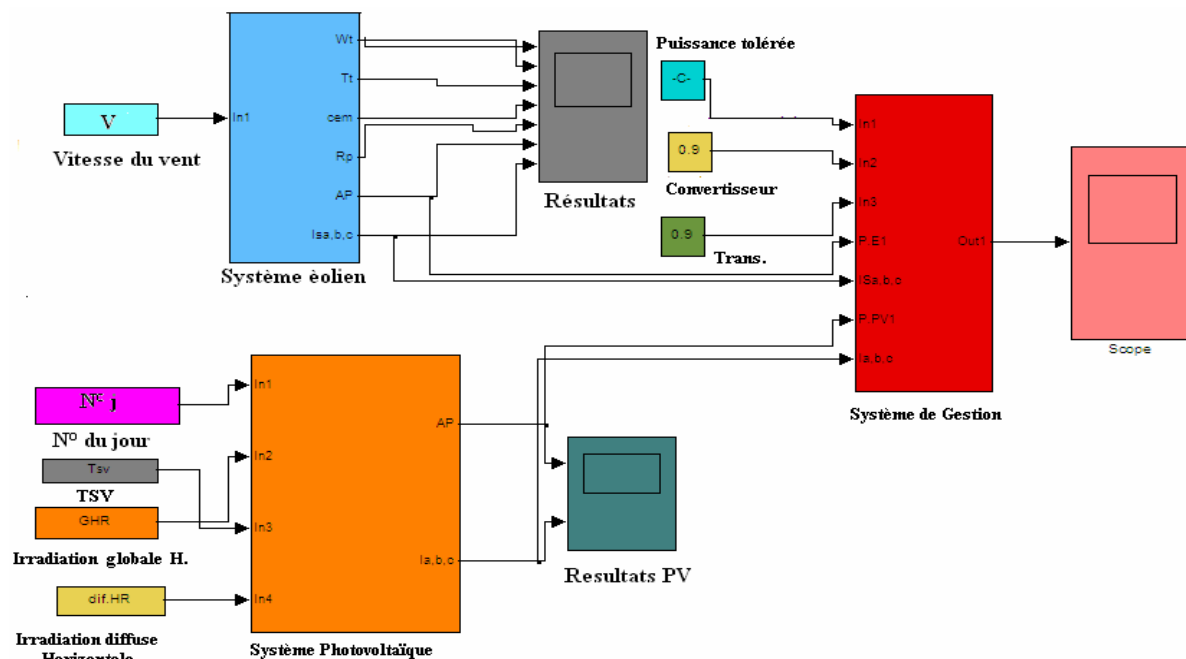 Wt
Tt
cem
Rp
AP
Isa,b,c
In1
V
Vitesse du vent
Système èolien
Résultats
Puissance tolérée
-C-
0.9
Convertisseur
0.9
Trans.
In1
In2
In3
P.E1
ISa,b,c
P.PV1
Ia,b,c
Out1
Système de Gestion
Scope
N° j
N° du jour
Tsv
TSV
GHR
Irradiation globale H.
dif.HR
Irradiation diffuse
Horizontale
In1
In2
In3
In4
AP
Ia,b,c
Système Photovoltaïque
Resultats PV